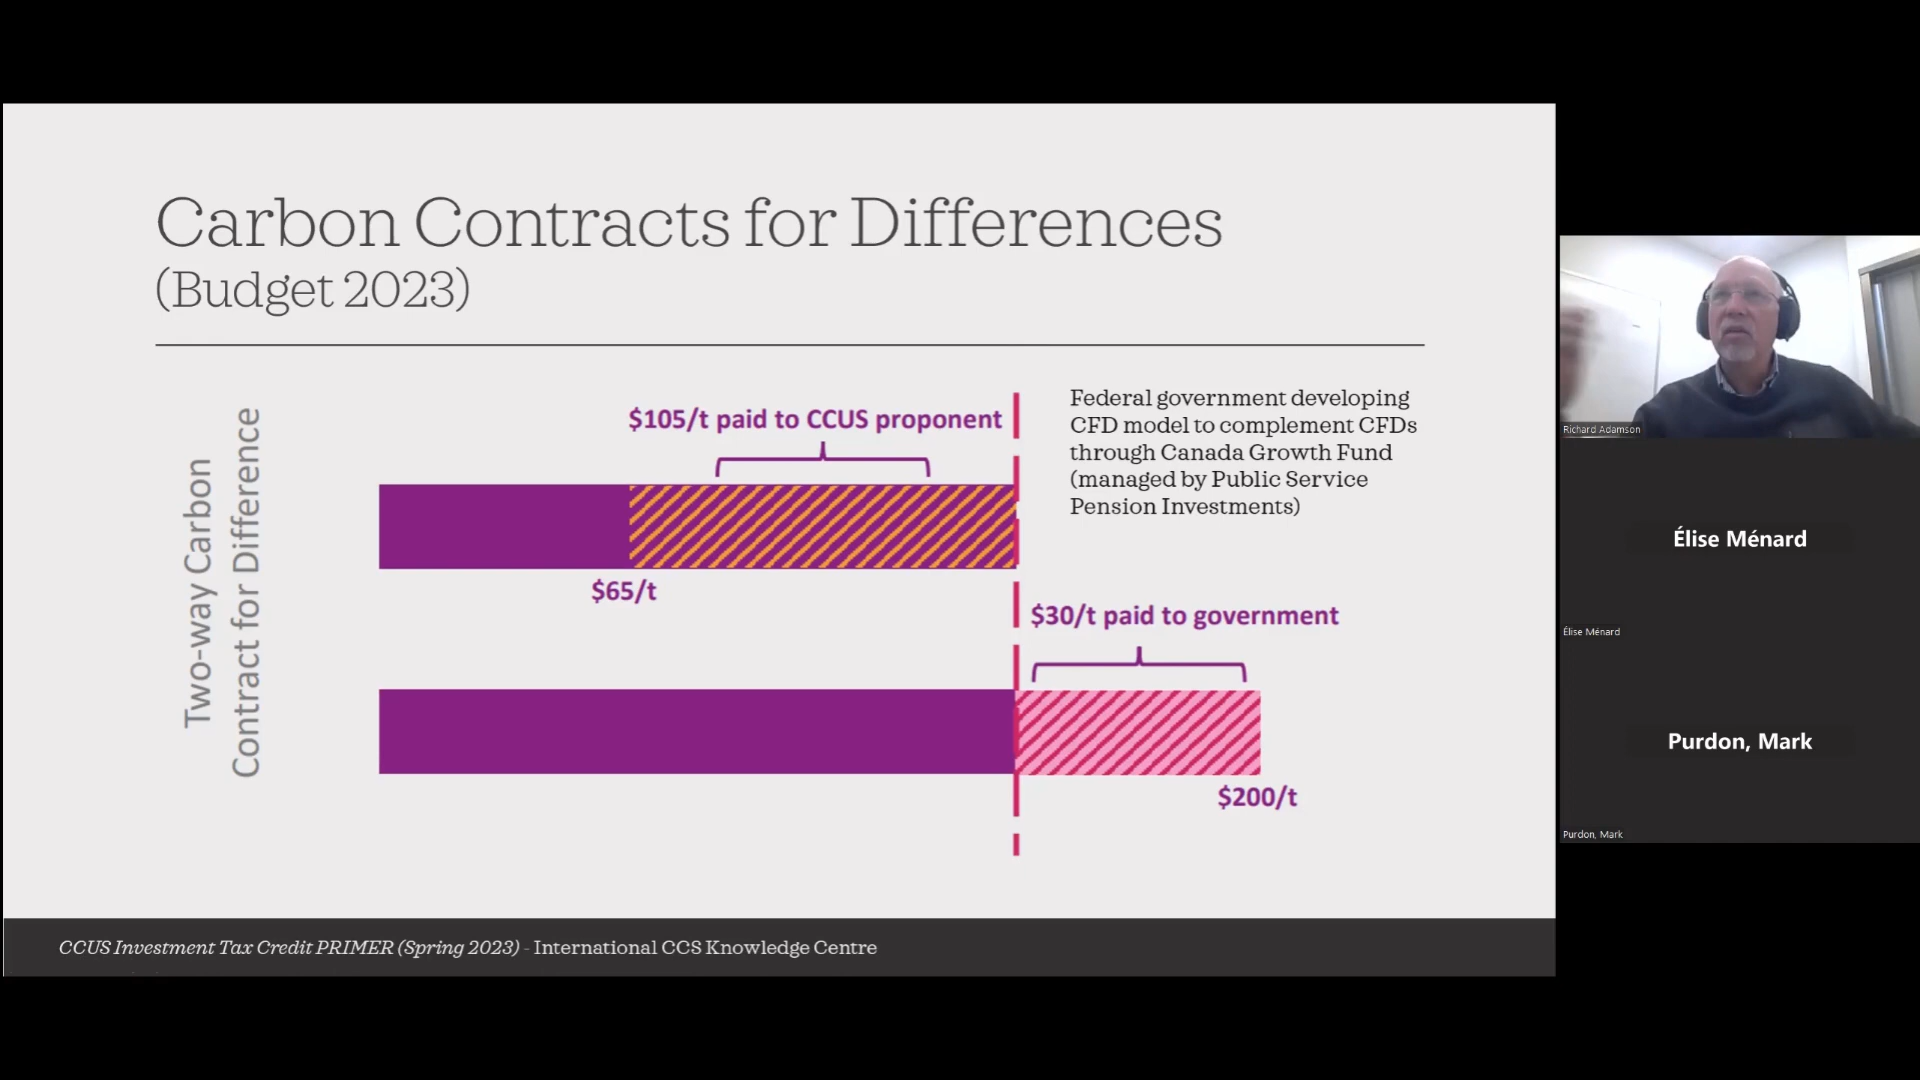 Carbon Contracts for Differences
(Budget 2023)
Two-way Carbon
Contract for Difference
$105/t paid to CCUS proponent
$65/t
Federal government developing
CFD model to complement CFDs
through Canada Growth Fund
(managed by Public Service
Pension Investments)
$30/t paid to government
$200/t
CCUS Investment Tax Credit PRIMER (Spring 2023) - International CCS Knowledge Centre
Richard Adamson
Élise Ménard
Élise Ménard
Purdon, Mark
Purdon, Mark